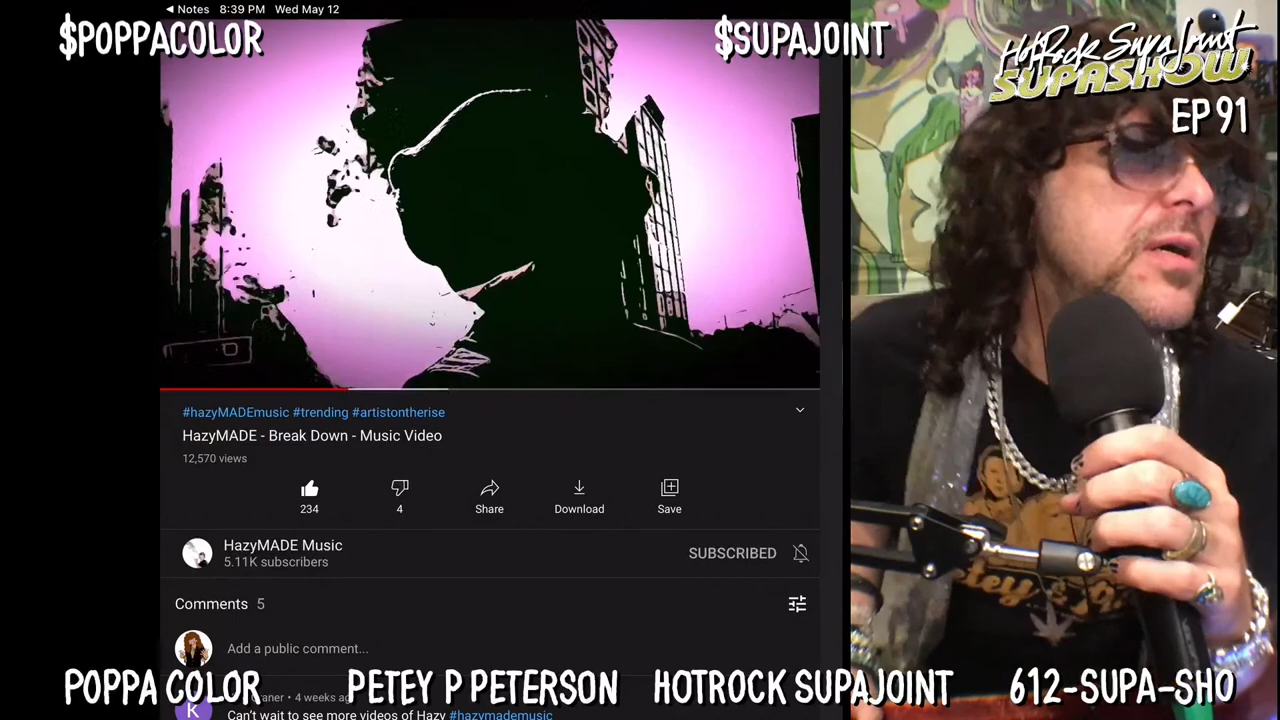 Notes 8:39 PM Wed May 12
$POPPACOLOR
$SUPAJOINT
HotRock SupaJoint
SUPASHOW
EP 91
#hazyMADEmusic #trending #artistontherise
HazyMADE - Break Down - Music Video
12,570 views
234
4
Share
Download
Save
HazyMADE Music
5.11K subscribers
SUBSCRIBED
Comments 5
Add a public comment...
POPPA COLOR
PETEY P PETERSON
HOTROCK SUPAJOINT
612-SUPA-SHO
K
• 4 weeks ago
Can't wait to see more videos of Hazy #hazymademusic